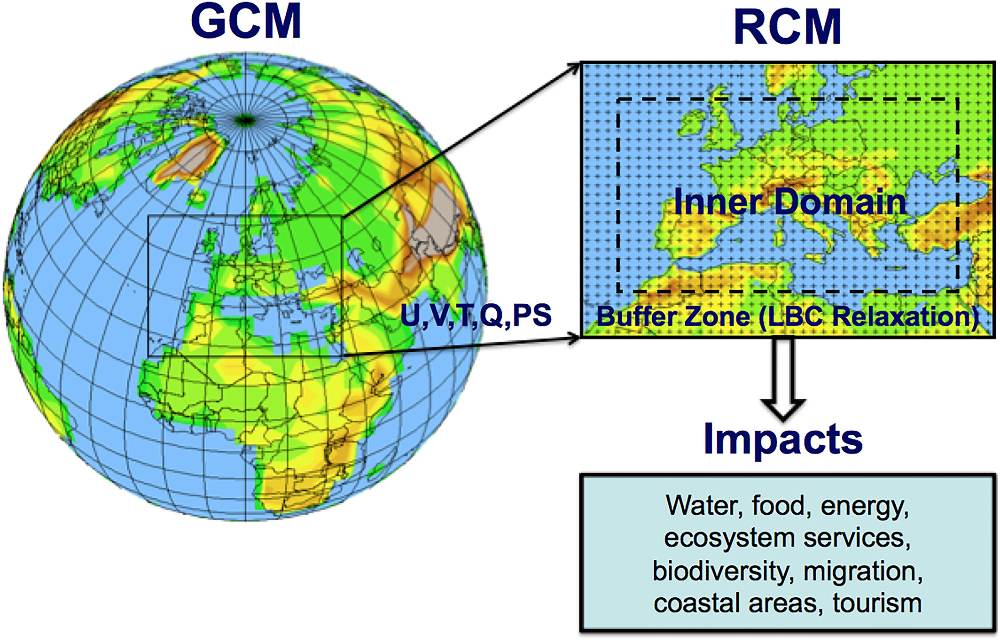 GCM
RCM
Inner Domain
U,V,T,Q,PS
Buffer Zone (LBC Relaxation)
Impacts
Water, food, energy,
ecosystem services,
biodiversity, migration,
coastal areas, tourism